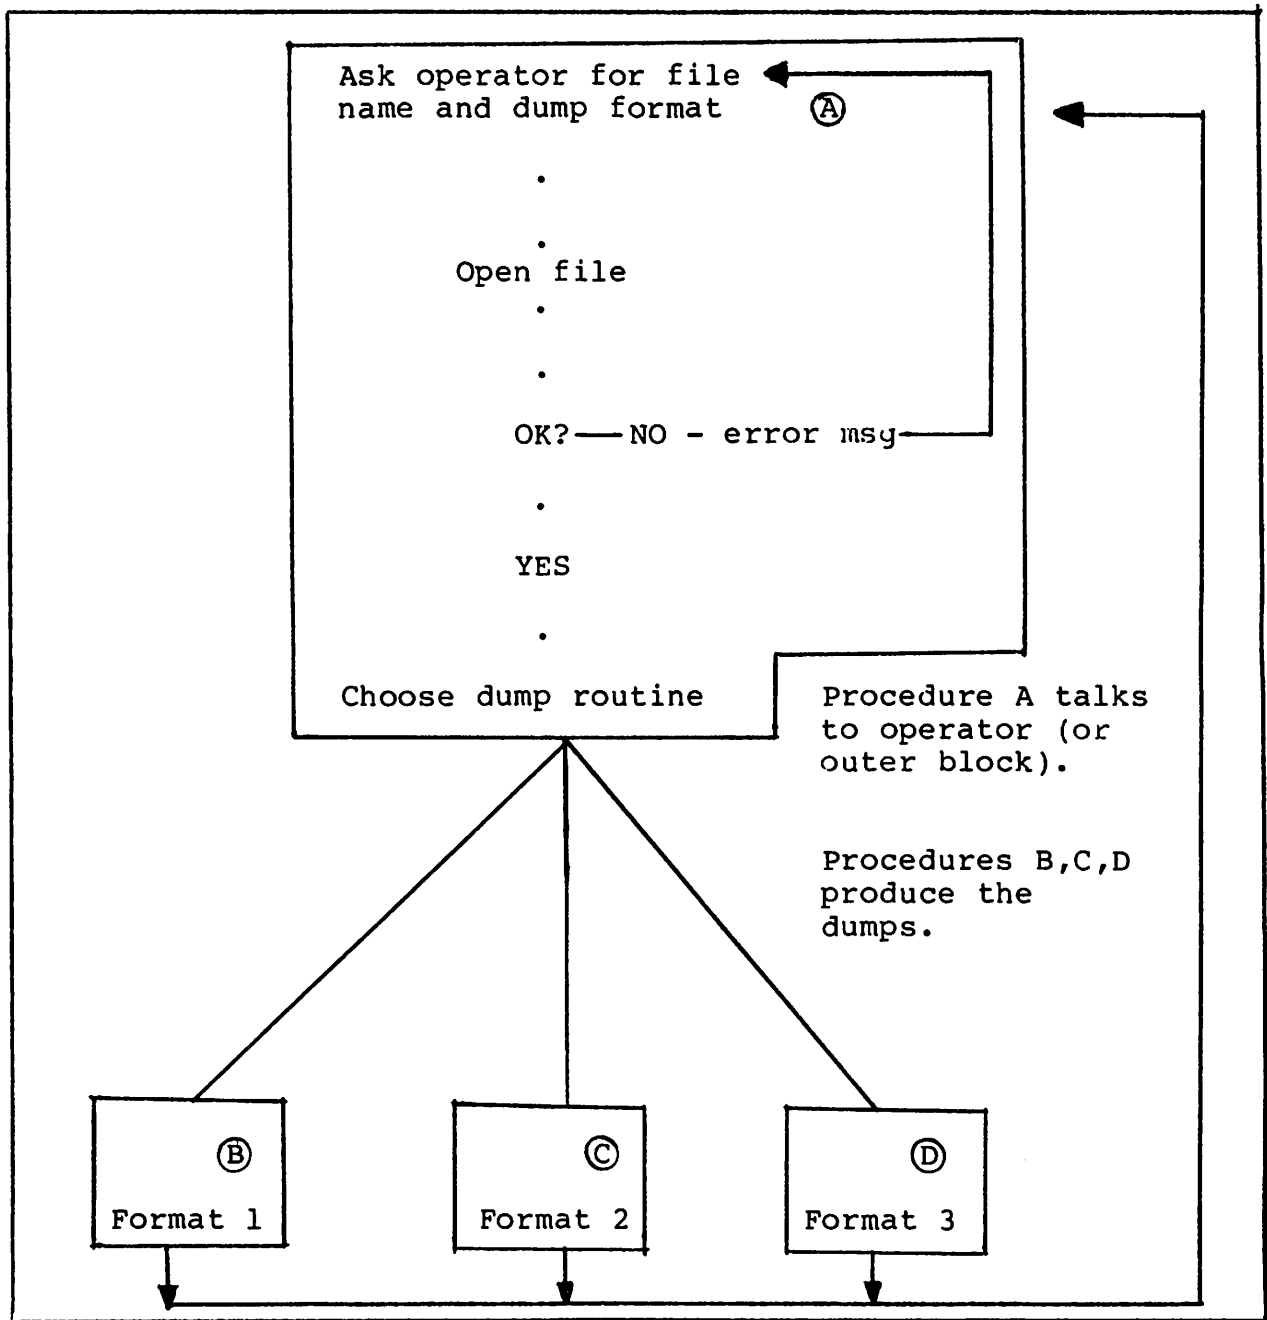 Ask operator for file
name and dump format
Ⓐ
Open file
OK? — NO - error msg
YES
Choose dump routine
Procedure A talks
to operator (or
outer block).
Procedures B,C,D
produce the
dumps.
Ⓑ
Format 1
Ⓒ
Format 2
Ⓓ
Format 3